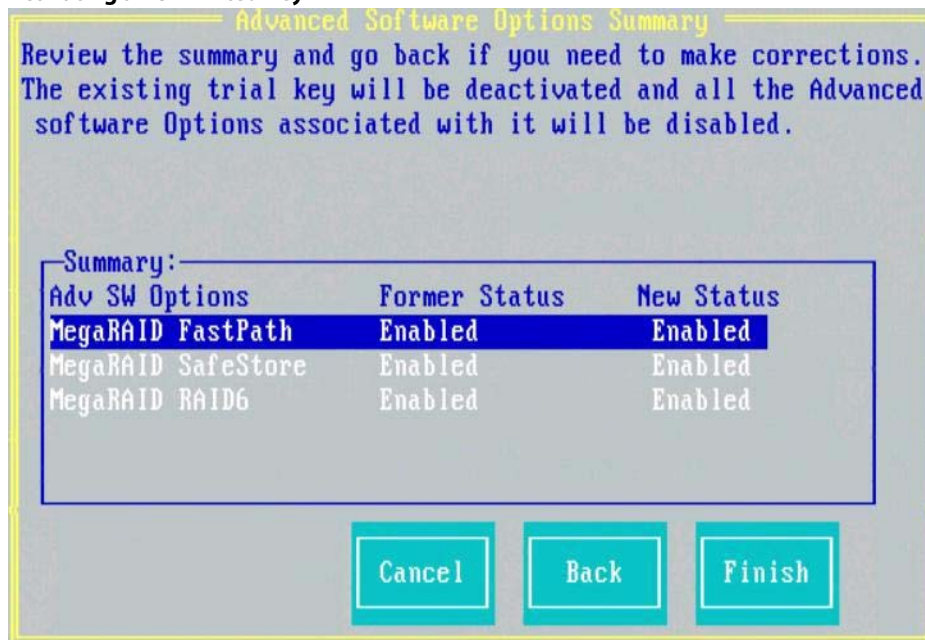 Advanced Software Options Summary
Review the summary and go back if you need to make corrections.
The existing trial key will be deactivated and all the Advanced
software Options associated with it will be disabled.
Summary:
Adv SW Options Former Status New Status
MegaRAID FastPath Enabled Enabled
MegaRAID SafeStore Enabled Enabled
MegaRAID RAID6 Enabled Enabled
Cancel Back Finish